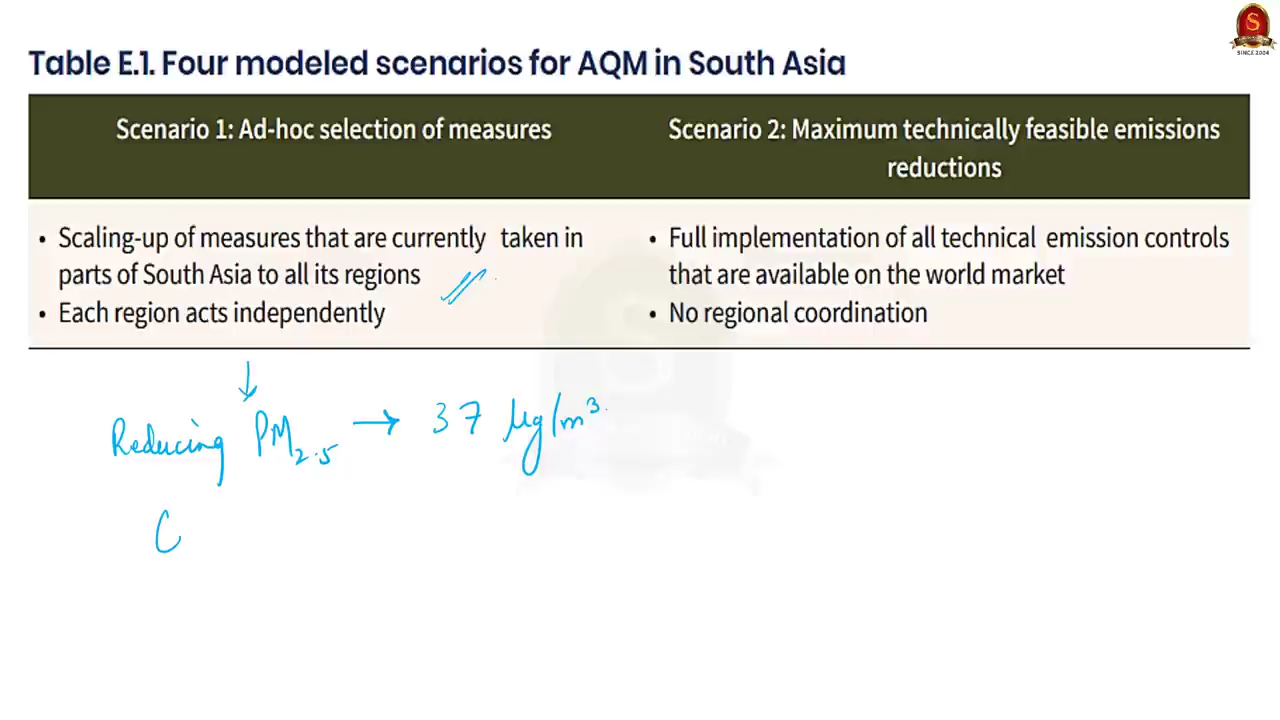 S
SINCE 2004
Table E.1. Four modeled scenarios for AQM in South Asia
Scenario 1: Ad-hoc selection of measures
Scenario 2: Maximum technically feasible emissions
reductions
• Scaling-up of measures that are currently taken in
parts of South Asia to all its regions
• Each region acts independently
• Full implementation of all technical emission controls
that are available on the world market
• No regional coordination
↓
Reducing PM2.5 → 37 μg/m³
C